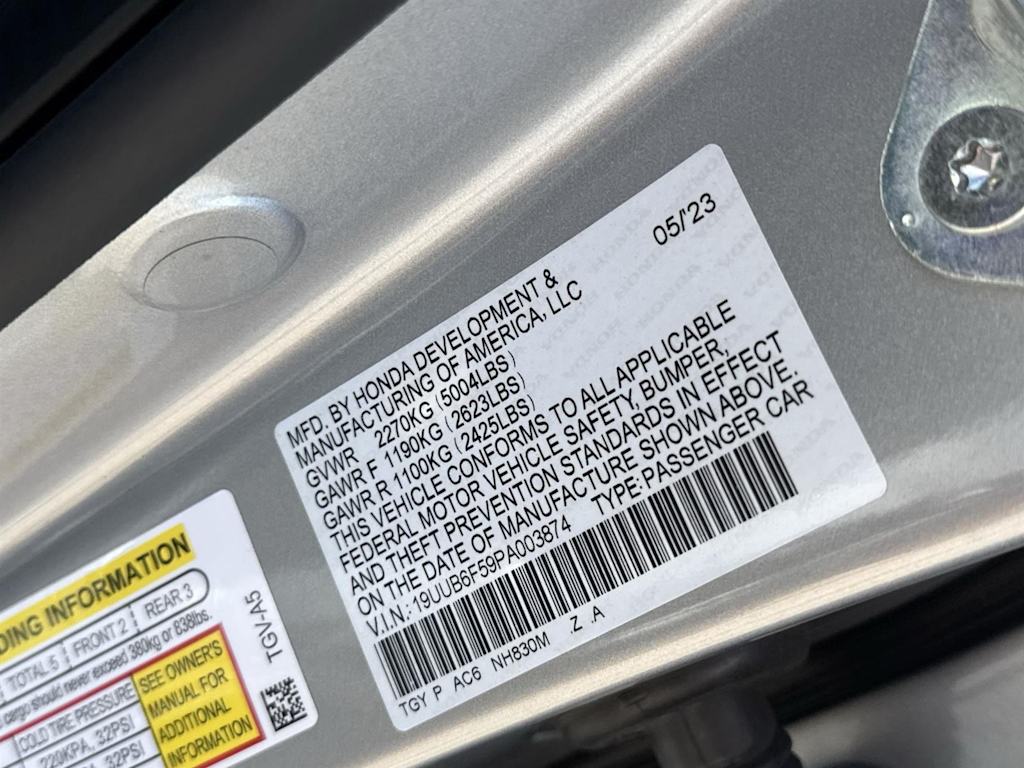 05/'23
MFD. BY HONDA DEVELOPMENT &
MANUFACTURING OF AMERICA, LLC
GVWR 2270KG (5004LBS)
GAWR F 1190KG (2623LBS)
GAWR R 1100KG (2425LBS)
THIS VEHICLE CONFORMS TO ALL APPLICABLE
FEDERAL MOTOR VEHICLE SAFETY, BUMPER,
AND THEFT PREVENTION STANDARDS IN EFFECT
ON THE DATE OF MANUFACTURE SHOWN ABOVE.
V.I.N.: 19UUB6F59PA003874 TYPE: PASSENGER CAR
TGY P AC6 NH830M .Z .A
DING INFORMATION
TOTAL 5 FRONT 2 REAR 3
cargo should never exceed 380kg or 838lbs.
COLD TIRE PRESSURE
220KPA, 32PSI
32PSI
SEE OWNER'S
MANUAL FOR
ADDITIONAL
INFORMATION
TGV-A5